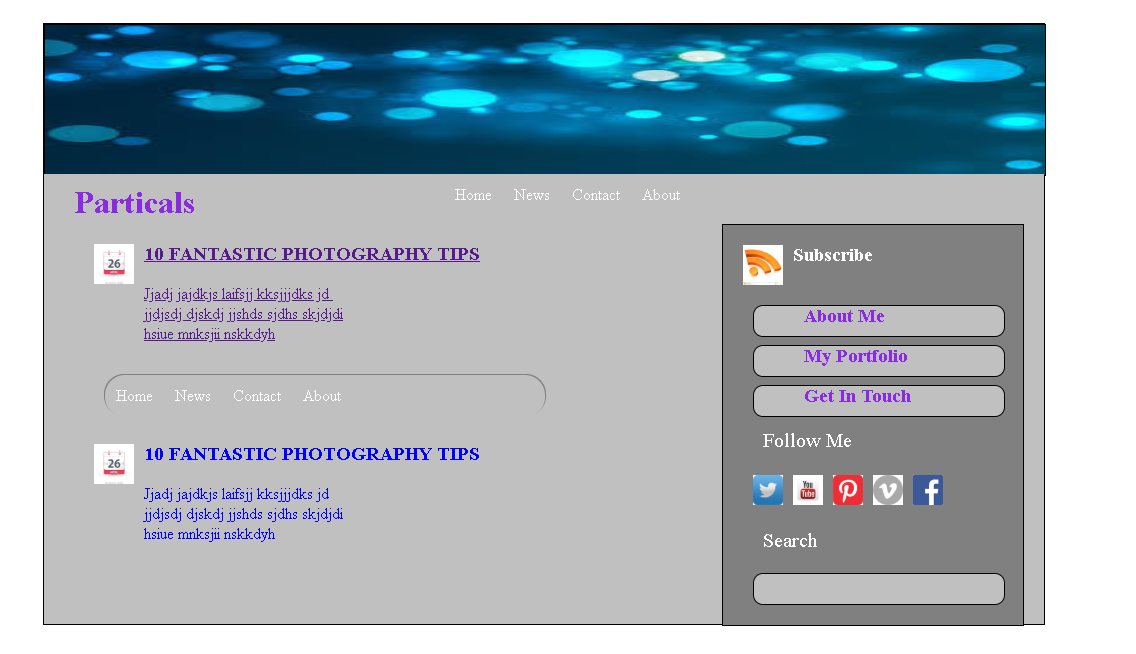 Particals
Home News Contact About
26
10 FANTASTIC PHOTOGRAPHY TIPS
Jjadj jajdkjs laifsjj kksjjjdks jd
jjdjsdj djskdj jjshds sjdhs skjdjdi
hsiue mnksjii nskkdyh
Home News Contact About
26
10 FANTASTIC PHOTOGRAPHY TIPS
Jjadj jajdkjs laifsjj kksjjjdks jd
jjdjsdj djskdj jjshds sjdhs skjdjdi
hsiue mnksjii nskkdyh
Subscribe
About Me
My Portfolio
Get In Touch
Follow Me
You Tube
Search